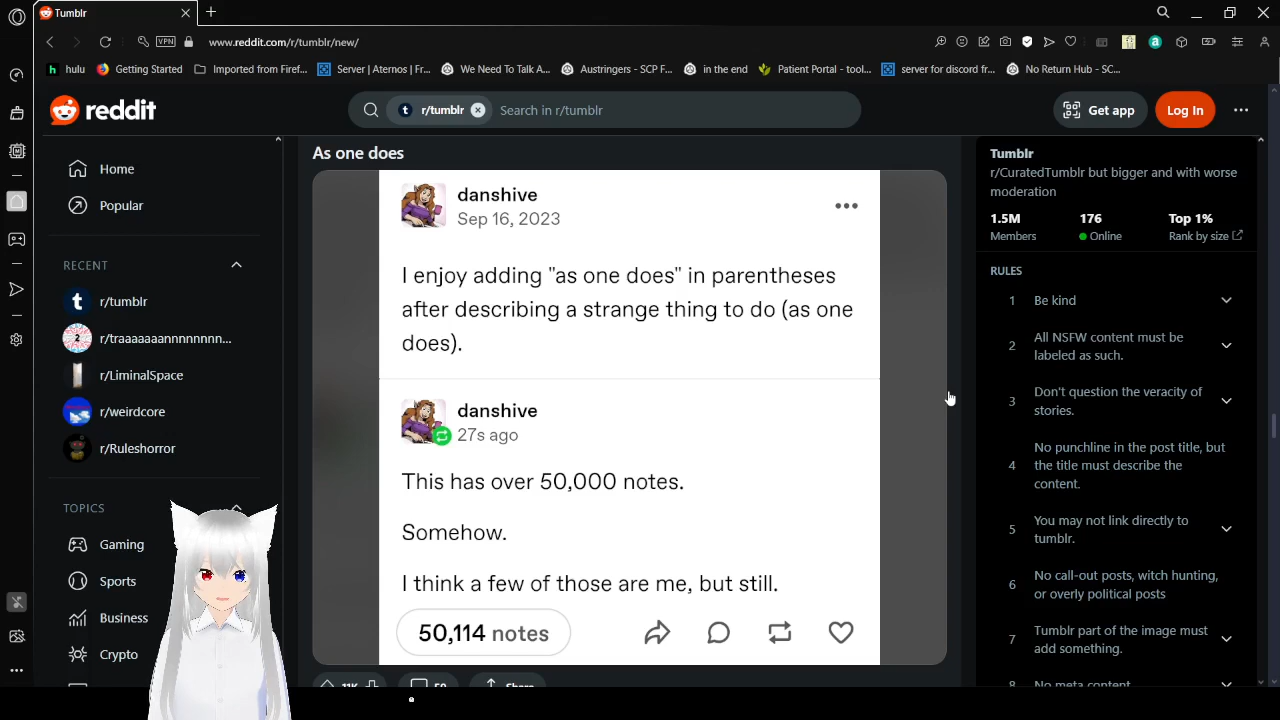 Tumblr
VPN
www.reddit.com/r/tumblr/new/
hulu
Getting Started
Imported from Firef...
Server | Aternos | Fr...
We Need To Talk A...
Austringers - SCP F...
in the end
Patient Portal - tool...
server for discord fr...
No Return Hub - SC...
reddit
r/tumblr
Search in r/tumblr
Get app
Log In
Home
Popular
RECENT
r/tumblr
r/traaaaaaannnnnnnn...
r/LiminalSpace
r/weirdcore
r/Ruleshorror
TOPICS
Gaming
Sports
Business
Crypto
As one does
danshive
Sep 16, 2023
I enjoy adding "as one does" in parentheses
after describing a strange thing to do (as one
does).
danshive
27s ago
This has over 50,000 notes.
Somehow.
I think a few of those are me, but still.
50,114 notes
Share
Tumblr
r/CuratedTumblr but bigger and with worse
moderation
1.5M
Members
176
Online
Top 1%
Rank by size
RULES
1 Be kind
2 All NSFW content must be
labeled as such.
3 Don't question the veracity of
stories.
4 No punchline in the post title, but
the title must describe the
content.
5 You may not link directly to
tumblr.
6 No call-out posts, witch hunting,
or overly political posts
7 Tumblr part of the image must
add something.
8 No meta content